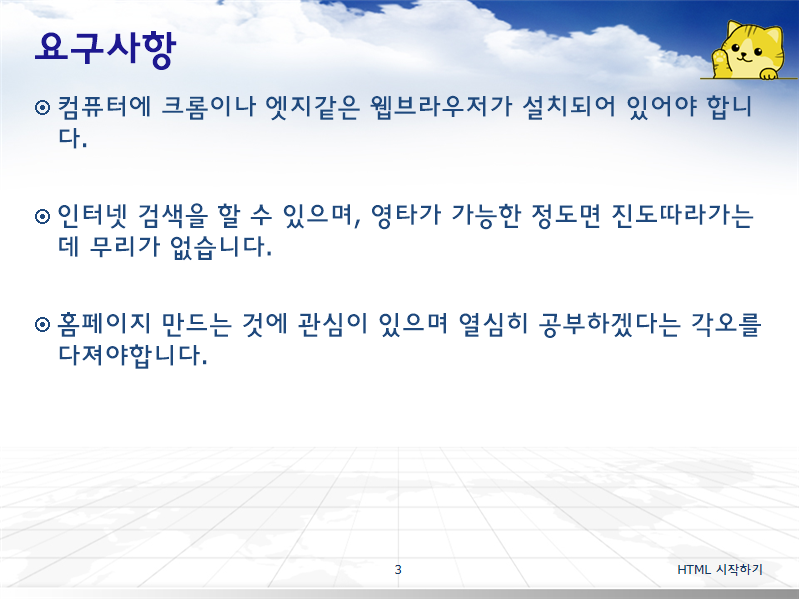 요구사항
컴퓨터에 크롬이나 엣지같은 웹브라우저가 설치되어 있어야 합니
다.
인터넷 검색을 할 수 있으며, 영타가 가능한 정도면 진도따라가는
데 무리가 없습니다.
홈페이지 만드는 것에 관심이 있으며 열심히 공부하겠다는 각오를
다져야합니다.
3
HTML 시작하기